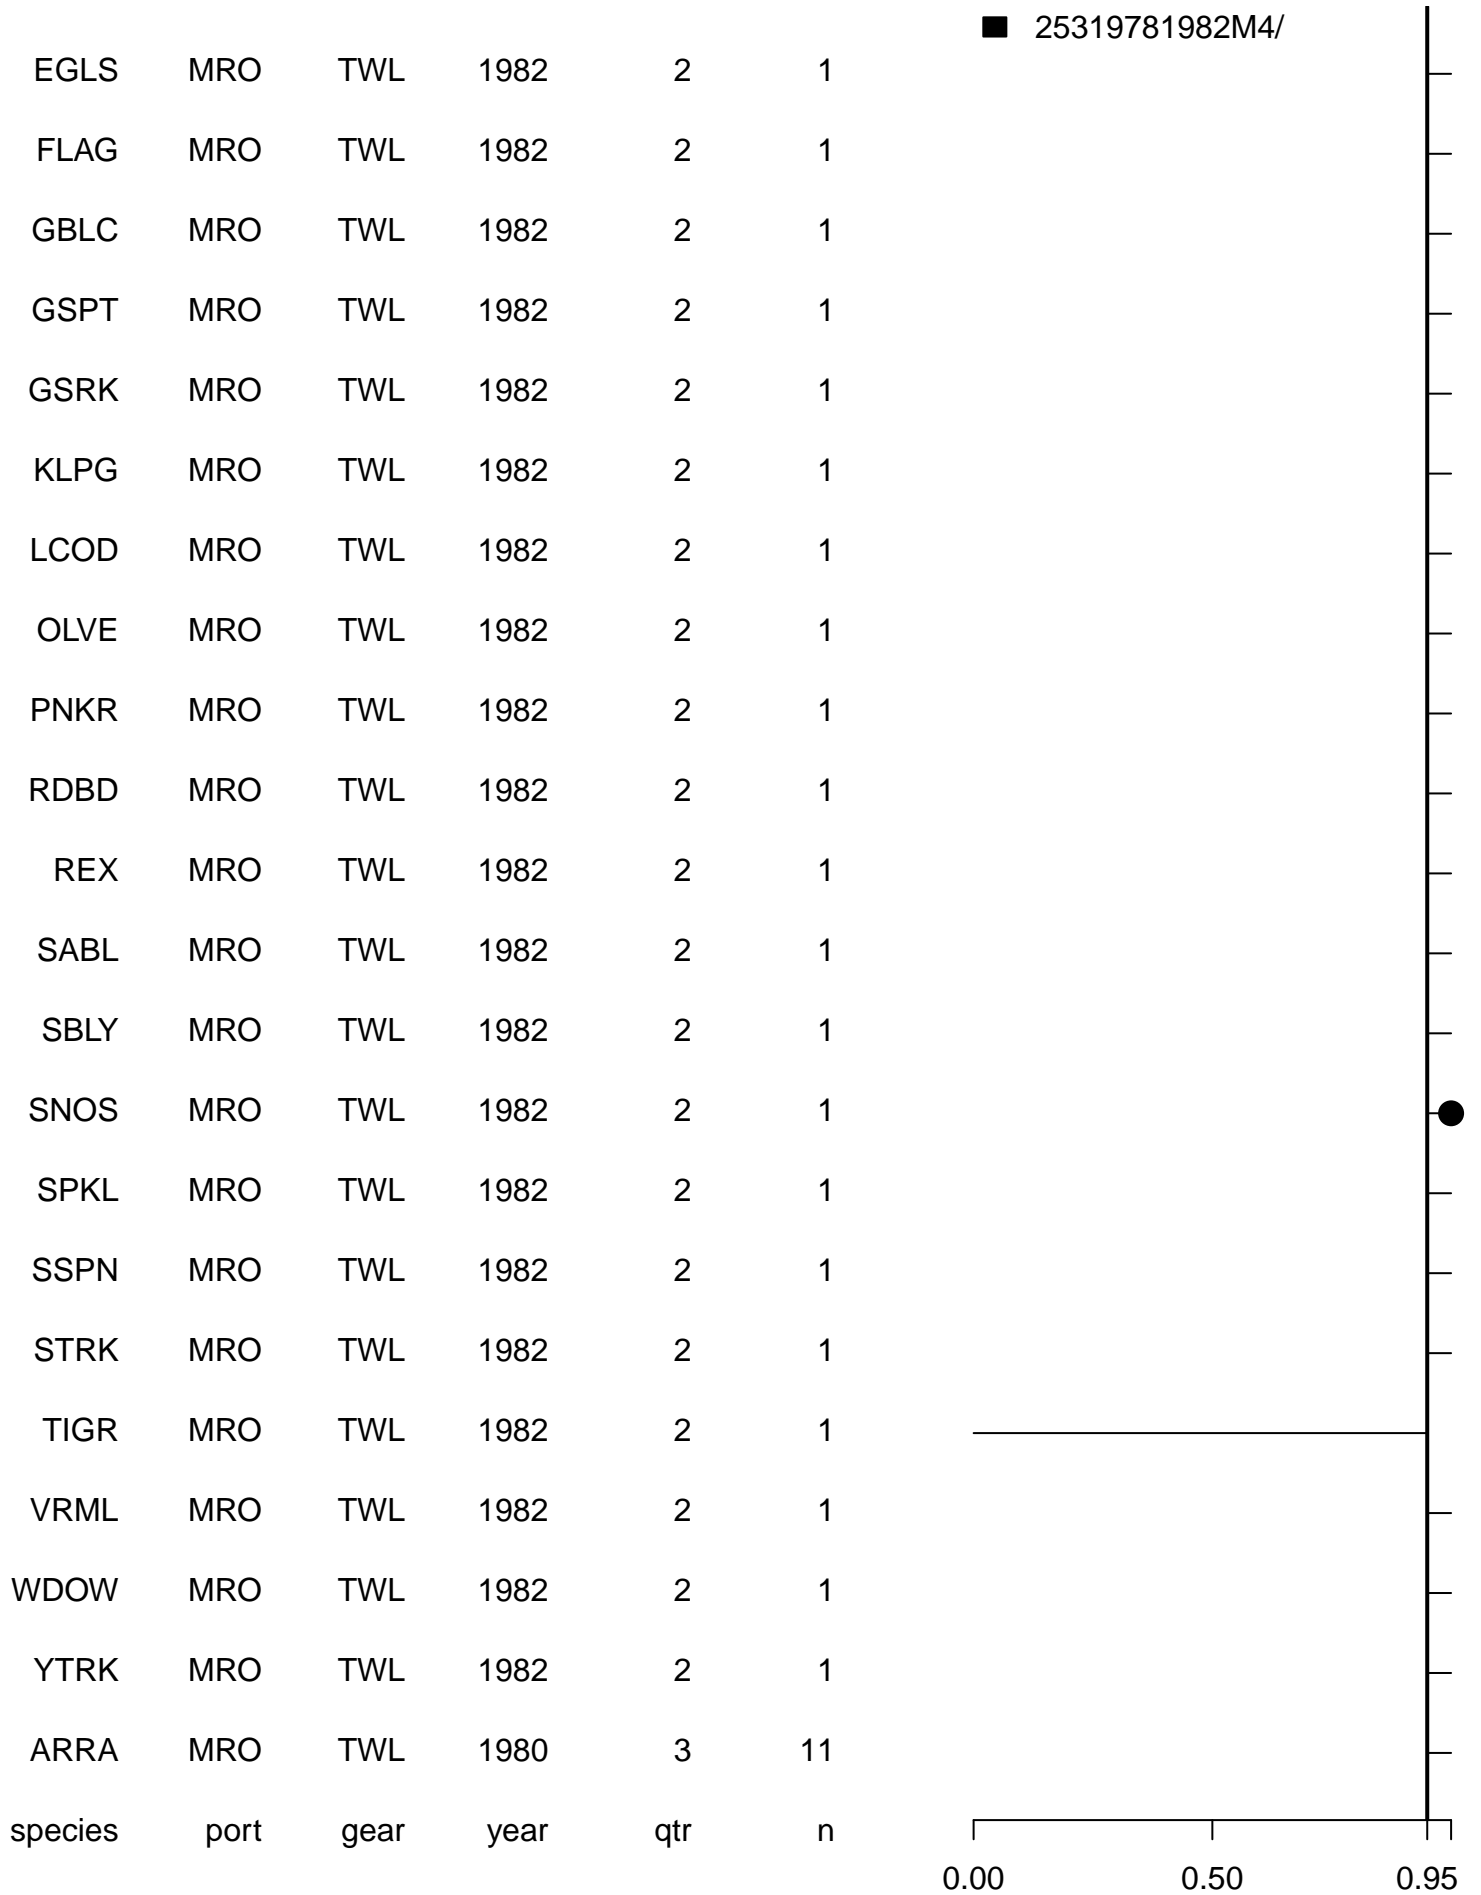 25319781982M4/
EGLS MRO TWL 1982 2 1
FLAG MRO TWL 1982 2 1
GBLC MRO TWL 1982 2 1
GSPT MRO TWL 1982 2 1
GSRK MRO TWL 1982 2 1
KLPG MRO TWL 1982 2 1
LCOD MRO TWL 1982 2 1
OLVE MRO TWL 1982 2 1
PNKR MRO TWL 1982 2 1
RDBD MRO TWL 1982 2 1
REX MRO TWL 1982 2 1
SABL MRO TWL 1982 2 1
SBLY MRO TWL 1982 2 1
SNOS MRO TWL 1982 2 1
SPKL MRO TWL 1982 2 1
SSPN MRO TWL 1982 2 1
STRK MRO TWL 1982 2 1
TIGR MRO TWL 1982 2 1
VRML MRO TWL 1982 2 1
WDOW MRO TWL 1982 2 1
YTRK MRO TWL 1982 2 1
ARRA MRO TWL 1980 3 11
species port gear year qtr n
0.00 0.50 0.95